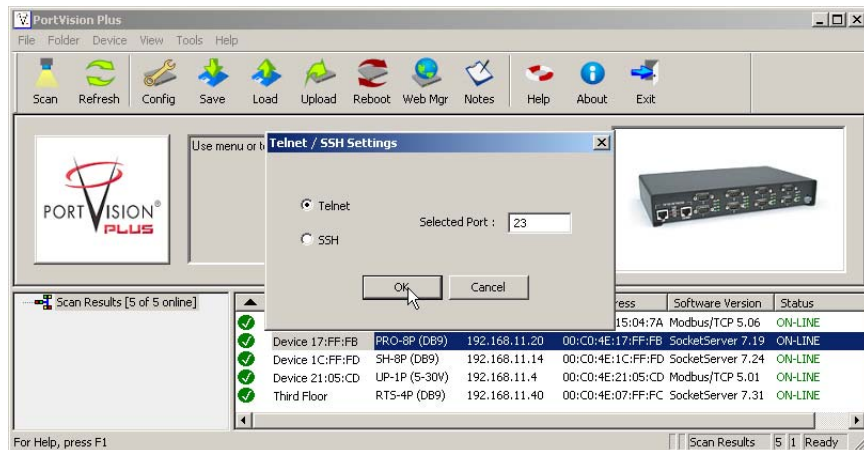 PortVision Plus
File Folder Device View Tools Help
Scan Refresh Config Save Load Upload Reboot Web Mgr Notes Help About Exit
PORTVISION®
PLUS
Use menu or
Telnet / SSH Settings
Telnet
SSH
Selected Port : 23
OK Cancel
Scan Results [5 of 5 online]
ress Software Version Status
15:04:7A Modbus/TCP 5.06 ON-LINE
Device 17:FF:FB PRO-8P (DB9) 192.168.11.20 00:C0:4E:17:FF:FB SocketServer 7.19 ON-LINE
Device 1C:FF:FD SH-8P (DB9) 192.168.11.14 00:C0:4E:1C:FF:FD SocketServer 7.24 ON-LINE
Device 21:05:CD UP-1P (5-30V) 192.168.11.4 00:C0:4E:21:05:CD Modbus/TCP 5.01 ON-LINE
Third Floor RTS-4P (DB9) 192.168.11.40 00:C0:4E:07:FF:FC SocketServer 7.31 ON-LINE
For Help, press F1
Scan Results 5 1 Ready